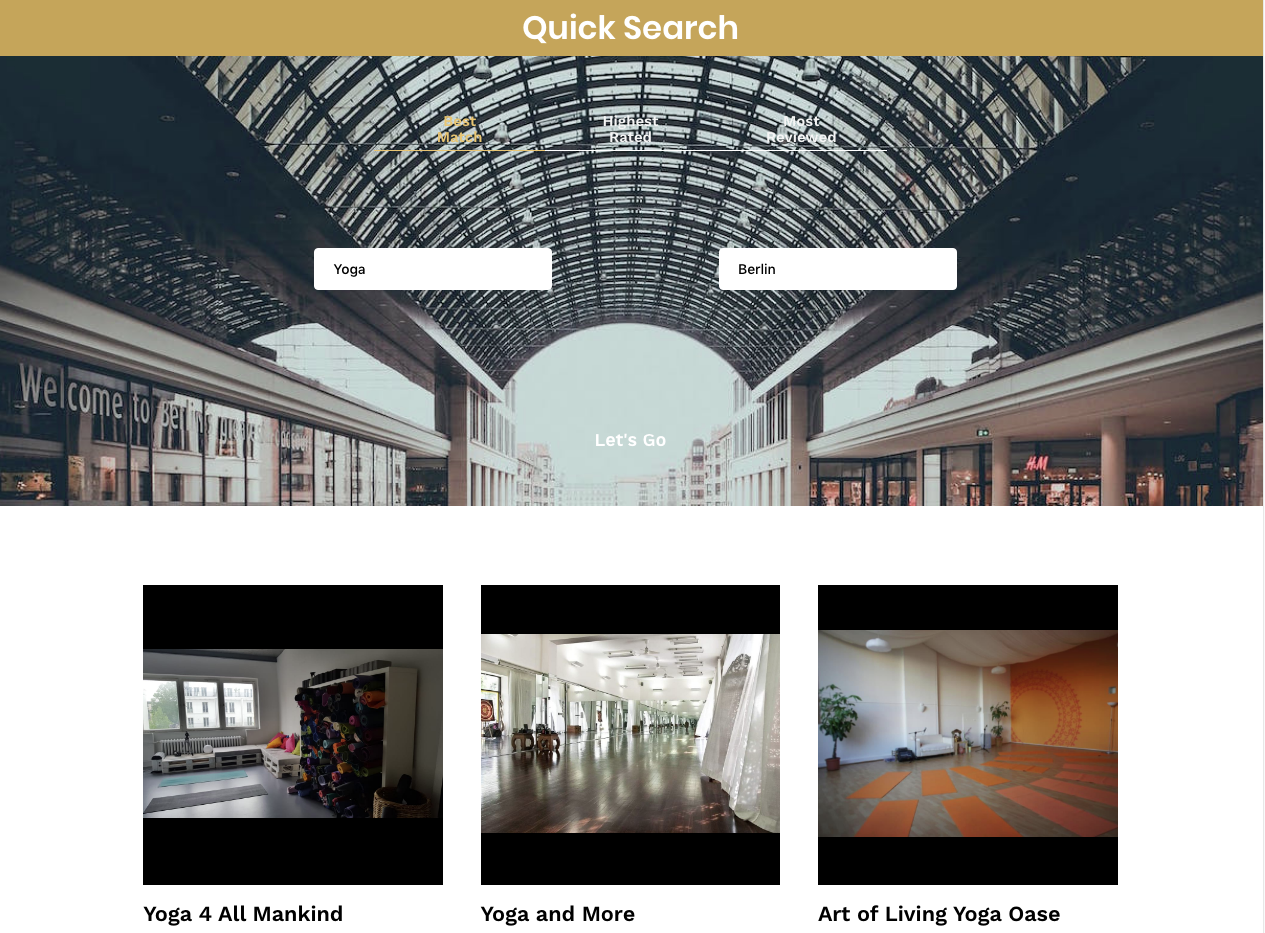 Quick Search
Best
Match
Highest
Rated
Most
Reviewed
Yoga
Berlin
Let's Go
Welcome to Berlin
H&M
Yoga 4 All Mankind
Yoga and More
Art of Living Yoga Oase